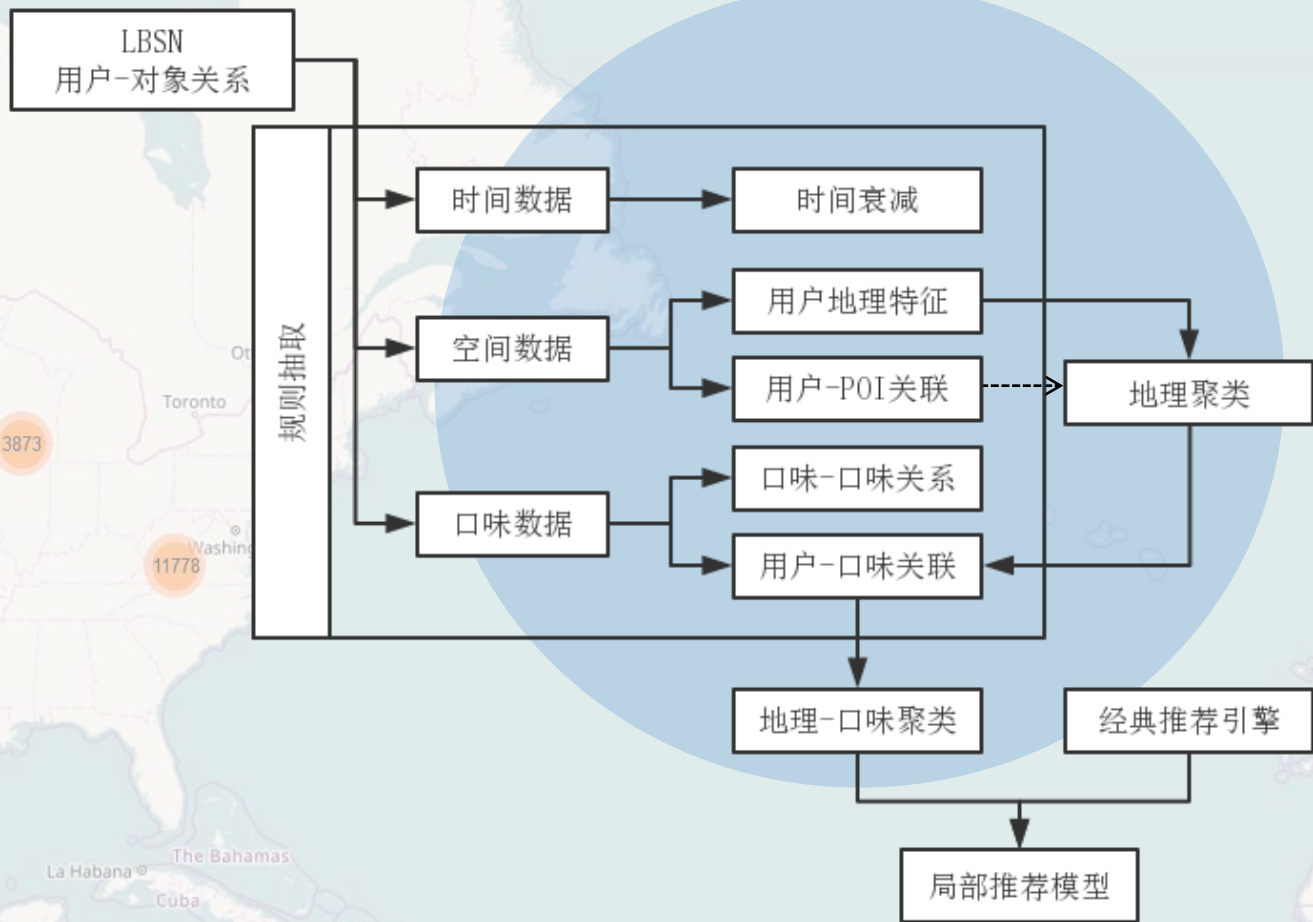 LBSN
用户-对象关系
规则抽取
时间数据
时间衰减
用户地理特征
空间数据
用户-POI关联
地理聚类
口味-口味关系
口味数据
用户-口味关联
地理-口味聚类
经典推荐引擎
局部推荐模型
Ot
Toronto
3873
Washing
11778
La Habana
The Bahamas
Cuba